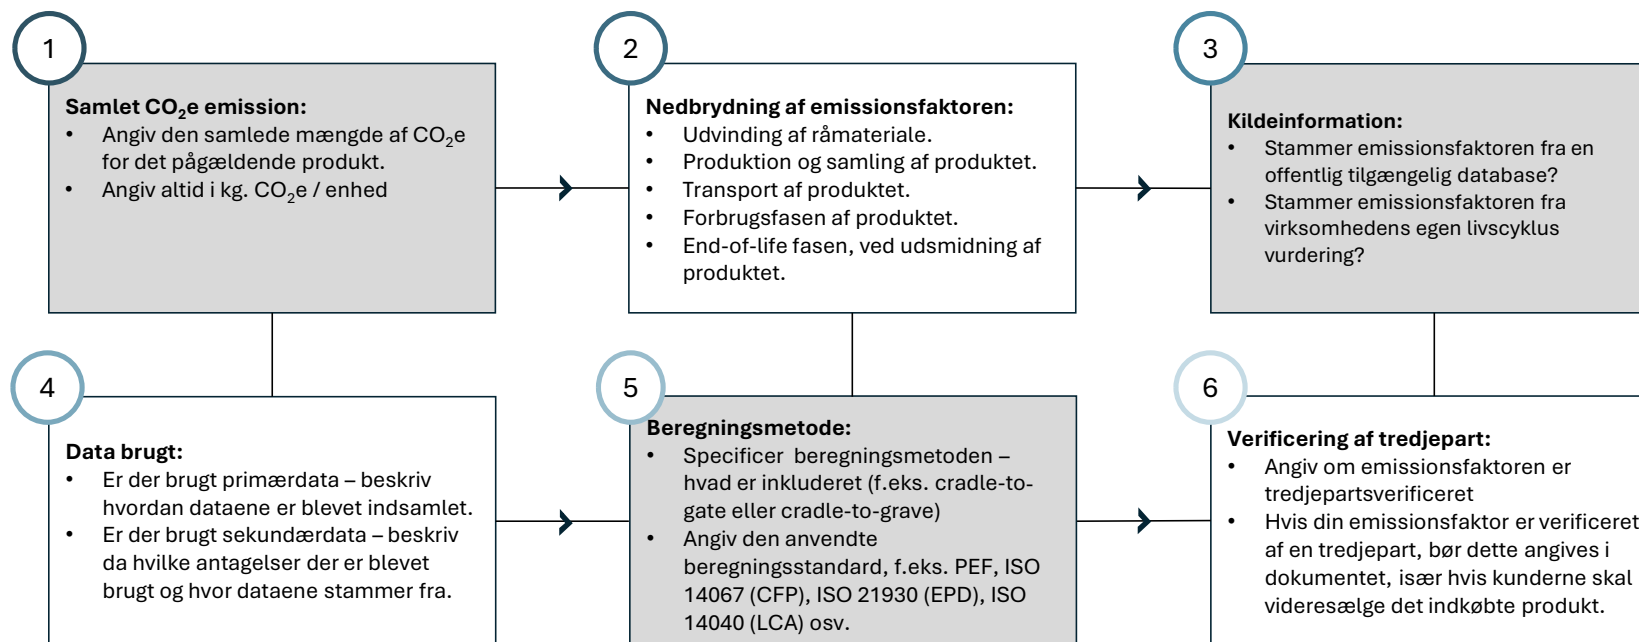 1
Samlet CO₂e emission:
• Angiv den samlede mængde af CO₂e
for det pågældende produkt.
• Angiv altid i kg. CO₂e / enhed
2
Nedbrydning af emissionsfaktoren:
• Udvinding af råmateriale.
• Produktion og samling af produktet.
• Transport af produktet.
• Forbrugsfasen af produktet.
• End-of-life fasen, ved udsmidning af
produktet.
3
Kildeinformation:
• Stammer emissionsfaktoren fra en
offentlig tilgængelig database?
• Stammer emissionsfaktoren fra
virksomhedens egen livscyklus
vurdering?
4
Data brugt:
• Er der brugt primærdata – beskriv
hvordan dataene er blevet indsamlet.
• Er der brugt sekundærdata – beskriv
da hvilke antagelser der er blevet
brugt og hvor dataene stammer fra.
5
Beregningsmetode:
• Specificer beregningsmetoden –
hvad er inkluderet (f.eks. cradle-to-
gate eller cradle-to-grave)
• Angiv den anvendte
beregningsstandard, f.eks. PEF, ISO
14067 (CFP), ISO 21930 (EPD), ISO
14040 (LCA) osv.
6
Verificering af tredjepart:
• Angiv om emissionsfaktoren er
tredjepartsverificeret
• Hvis din emissionsfaktor er verificeret
af en tredjepart, bør dette angives i
dokumentet, især hvis kunderne skal
videresælge det indkøbte produkt.